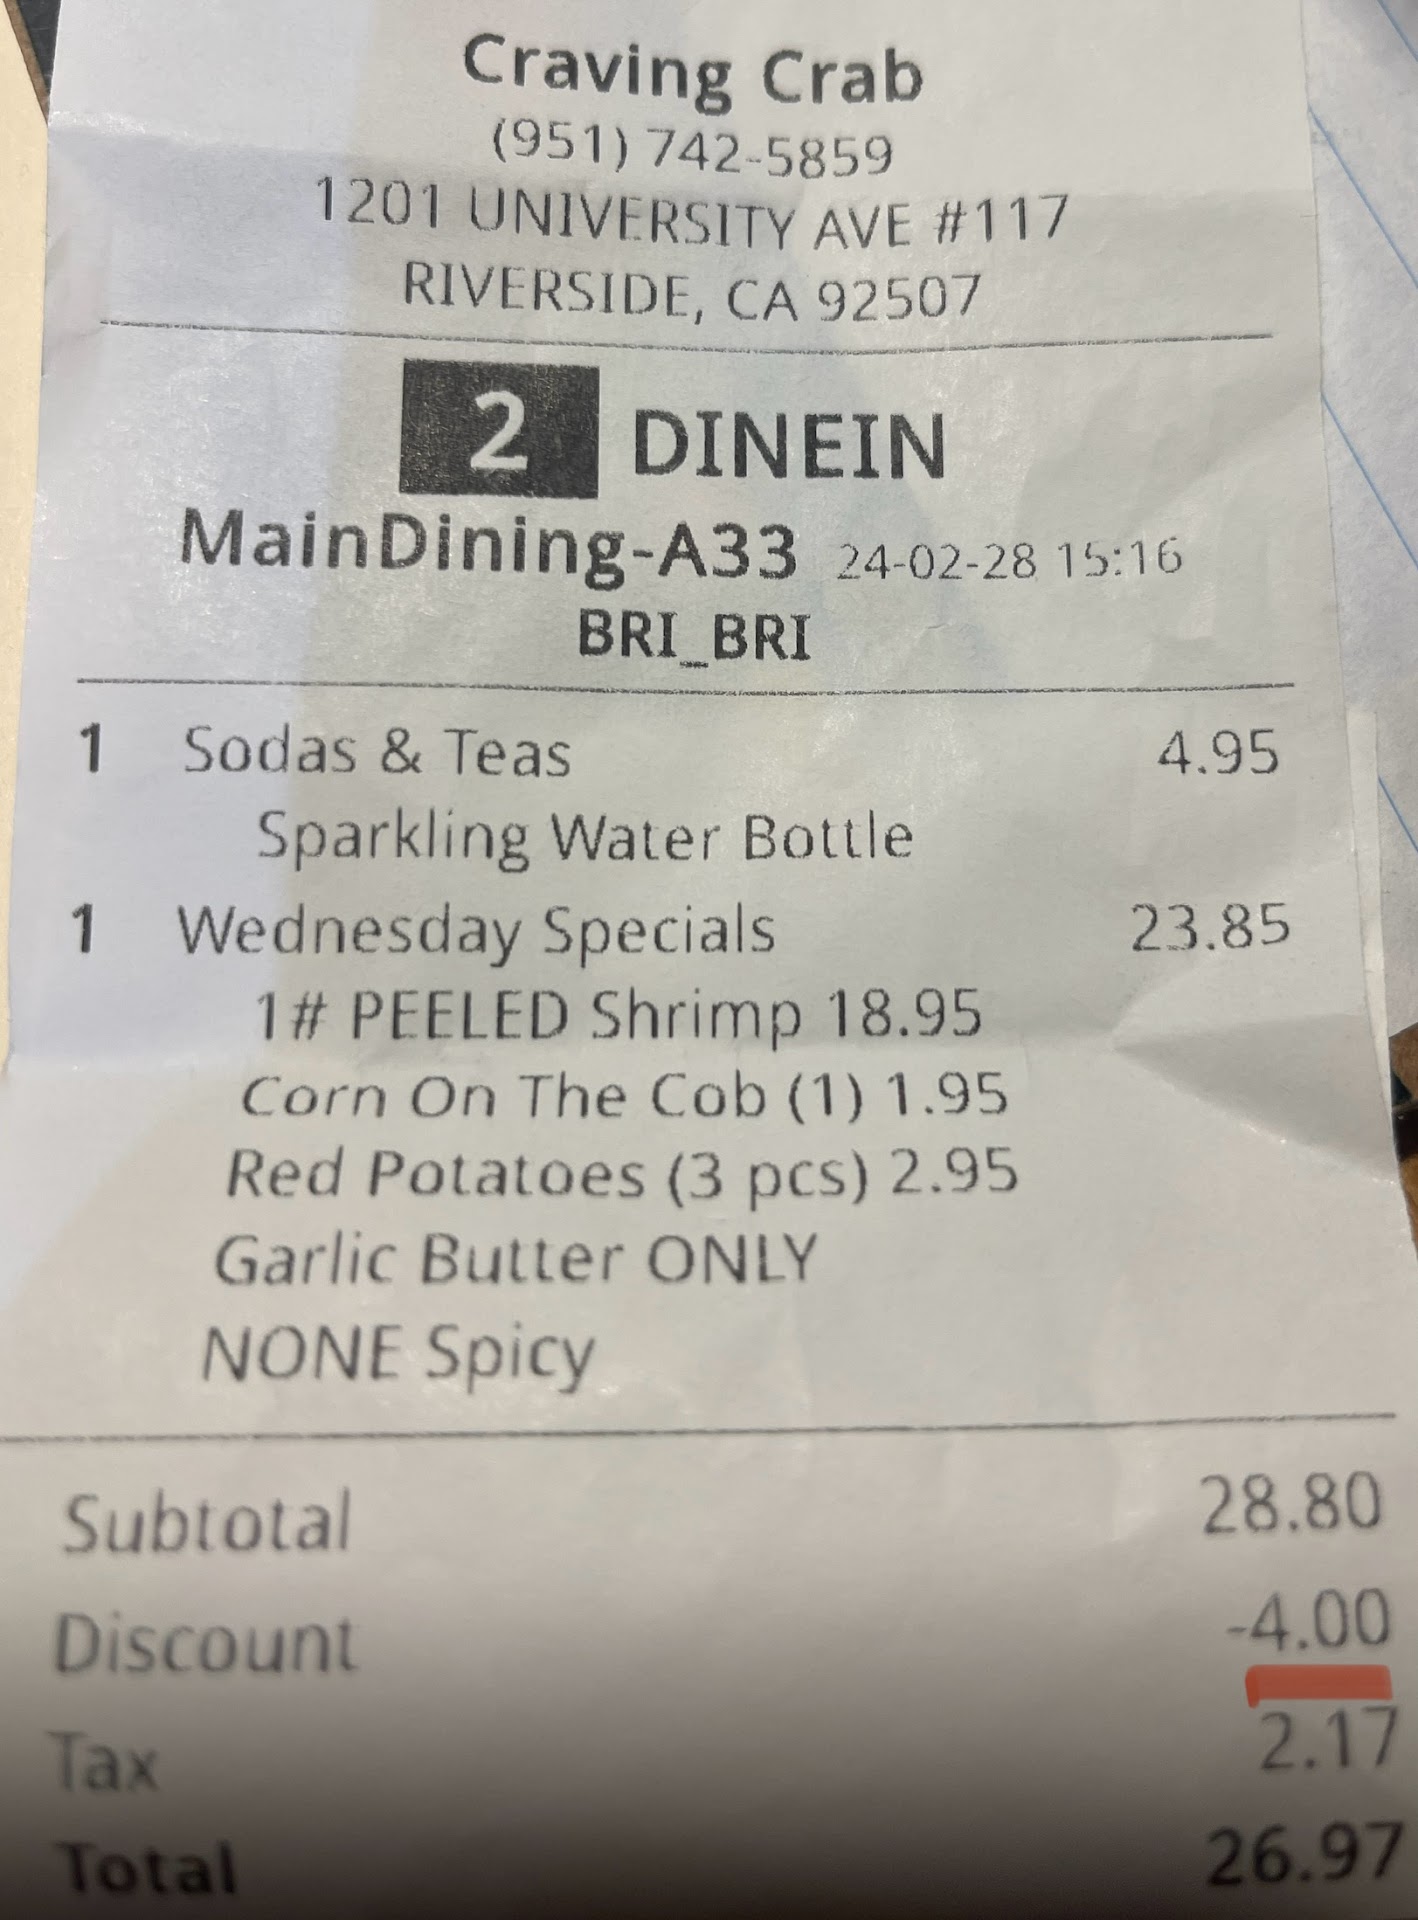 Craving Crab
(951) 742-5859
1201 UNIVERSITY AVE #117
RIVERSIDE, CA 92507
2 DINEIN
MainDining-A33 24-02-28 15:16
BRI_BRI
1 Sodas & Teas 4.95
Sparkling Water Bottle
1 Wednesday Specials 23.85
1# PEELED Shrimp 18.95
Corn On The Cob (1) 1.95
Red Potatoes (3 pcs) 2.95
Garlic Butter ONLY
NONE Spicy
Subtotal 28.80
Discount -4.00
Tax 2.17
Total 26.97